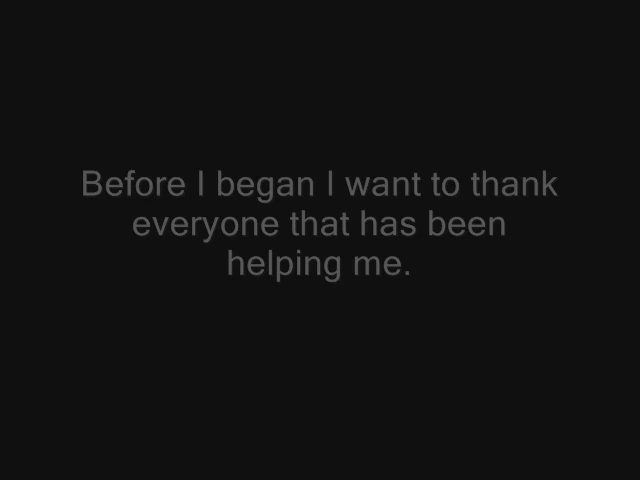 Before I began I want to thank
everyone that has been
helping me.